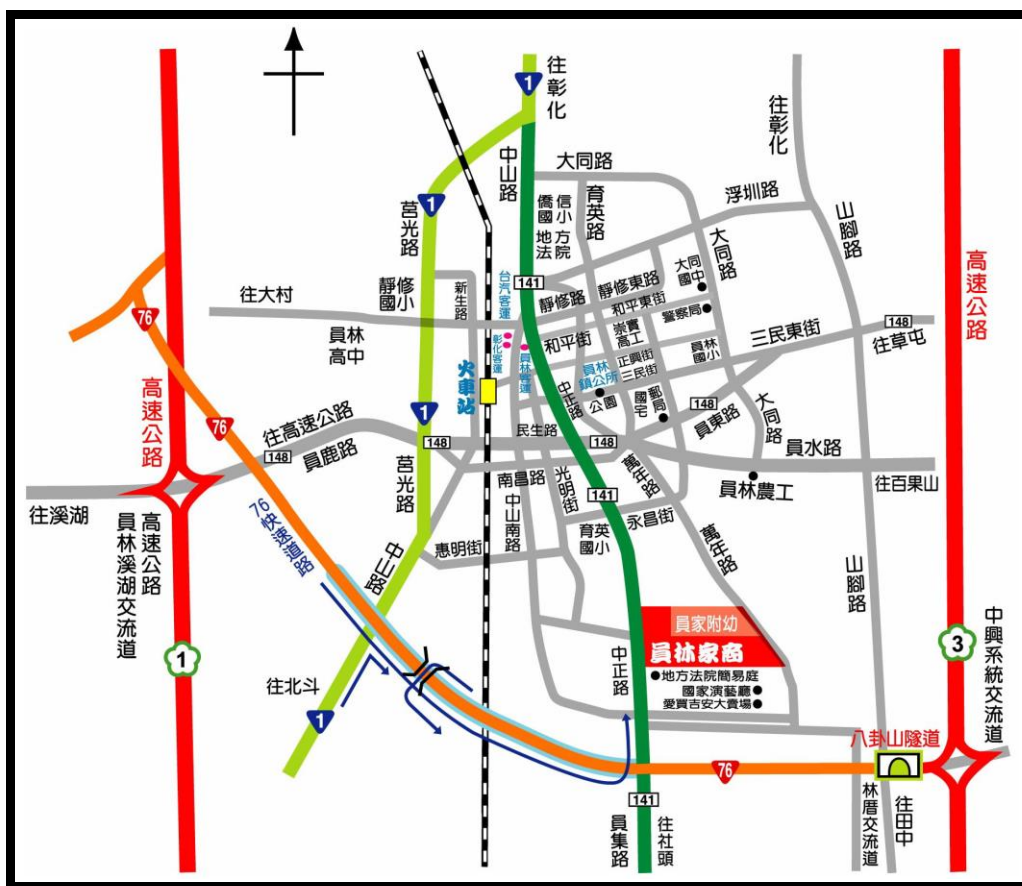 1
往彰化
1
中山路
大同路
往彰化
莒光路
1
僑信國小
地方法院
育英路
浮圳路
山腳路
大同路
高速公路
76
往大村
靜修國小
新生路
台汽客運
141
靜修路
靜修東路
和平東街
大同國中
警察局
員林高中
彰化客運
員林客運
和平街
崇實高工
正興街
三民街
員林國小
三民東街
148
往草屯
火車站
中正路
員林鎮公所
公園
國宅
郵局
148
員東路
大同路
高速公路
76
往高速公路
148
員鹿路
1
148
民生路
148
員水路
往百果山
員林農工
往溪湖
高速公路
員林溪湖交流道
莒光路
南昌路
中山南路
光明街
141
萬年路
永昌街
育英國小
萬年路
76快速道路
惠明街
中山路
山腳路
員家附幼
員林家商
地方法院簡易庭
國家演藝廳
愛買吉安大賣場
中正路
1
3
中興系統交流道
往北斗
1
八卦山隧道
76
141
員集路
往社頭
林厝交流道
往田中